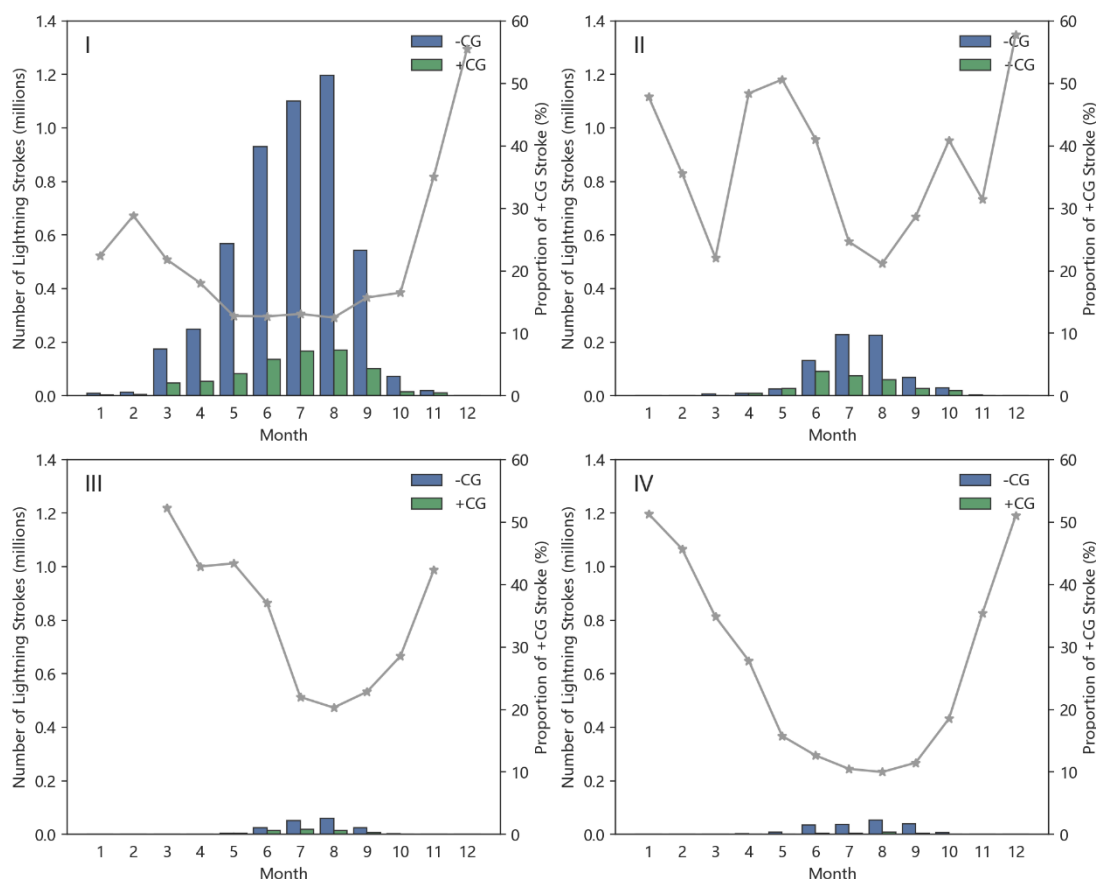 I
-CG
+CG
Number of Lightning Strokes (millions)
1.4
1.2
1.0
0.8
0.6
0.4
0.2
0.0
60
50
40
30
20
10
0
Proportion of +CG Stroke (%)
1 2 3 4 5 6 7 8 9 10 11 12
Month
II
-CG
+CG
Number of Lightning Strokes (millions)
1.4
1.2
1.0
0.8
0.6
0.4
0.2
0.0
60
50
40
30
20
10
0
Proportion of +CG Stroke (%)
1 2 3 4 5 6 7 8 9 10 11 12
Month
III
-CG
+CG
Number of Lightning Strokes (millions)
1.4
1.2
1.0
0.8
0.6
0.4
0.2
0.0
60
50
40
30
20
10
0
Proportion of +CG Stroke (%)
1 2 3 4 5 6 7 8 9 10 11 12
Month
IV
-CG
+CG
Number of Lightning Strokes (millions)
1.4
1.2
1.0
0.8
0.6
0.4
0.2
0.0
60
50
40
30
20
10
0
Proportion of +CG Stroke (%)
1 2 3 4 5 6 7 8 9 10 11 12
Month